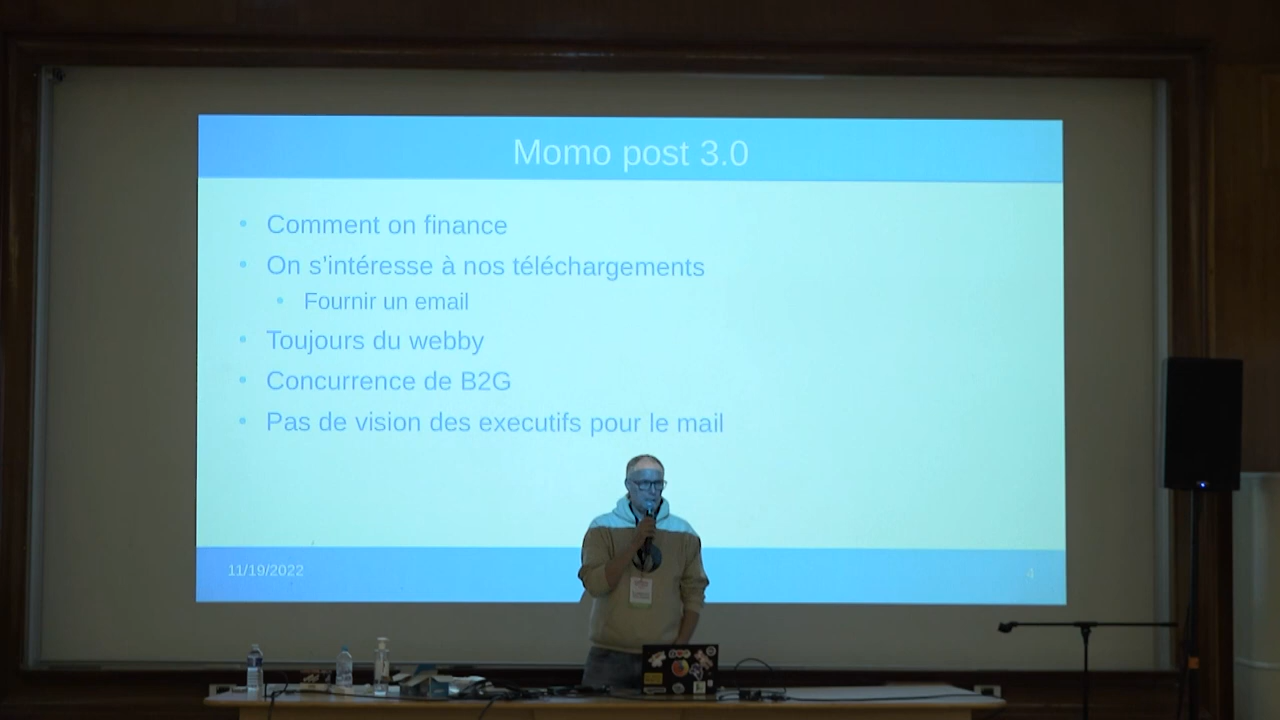 Momo post 3.0
• Comment on finance
• On s'intéresse à nos téléchargements
• Fournir un email
• Toujours du webby
• Concurrence de B2G
• Pas de vision des executifs pour le mail
11/19/2022
4